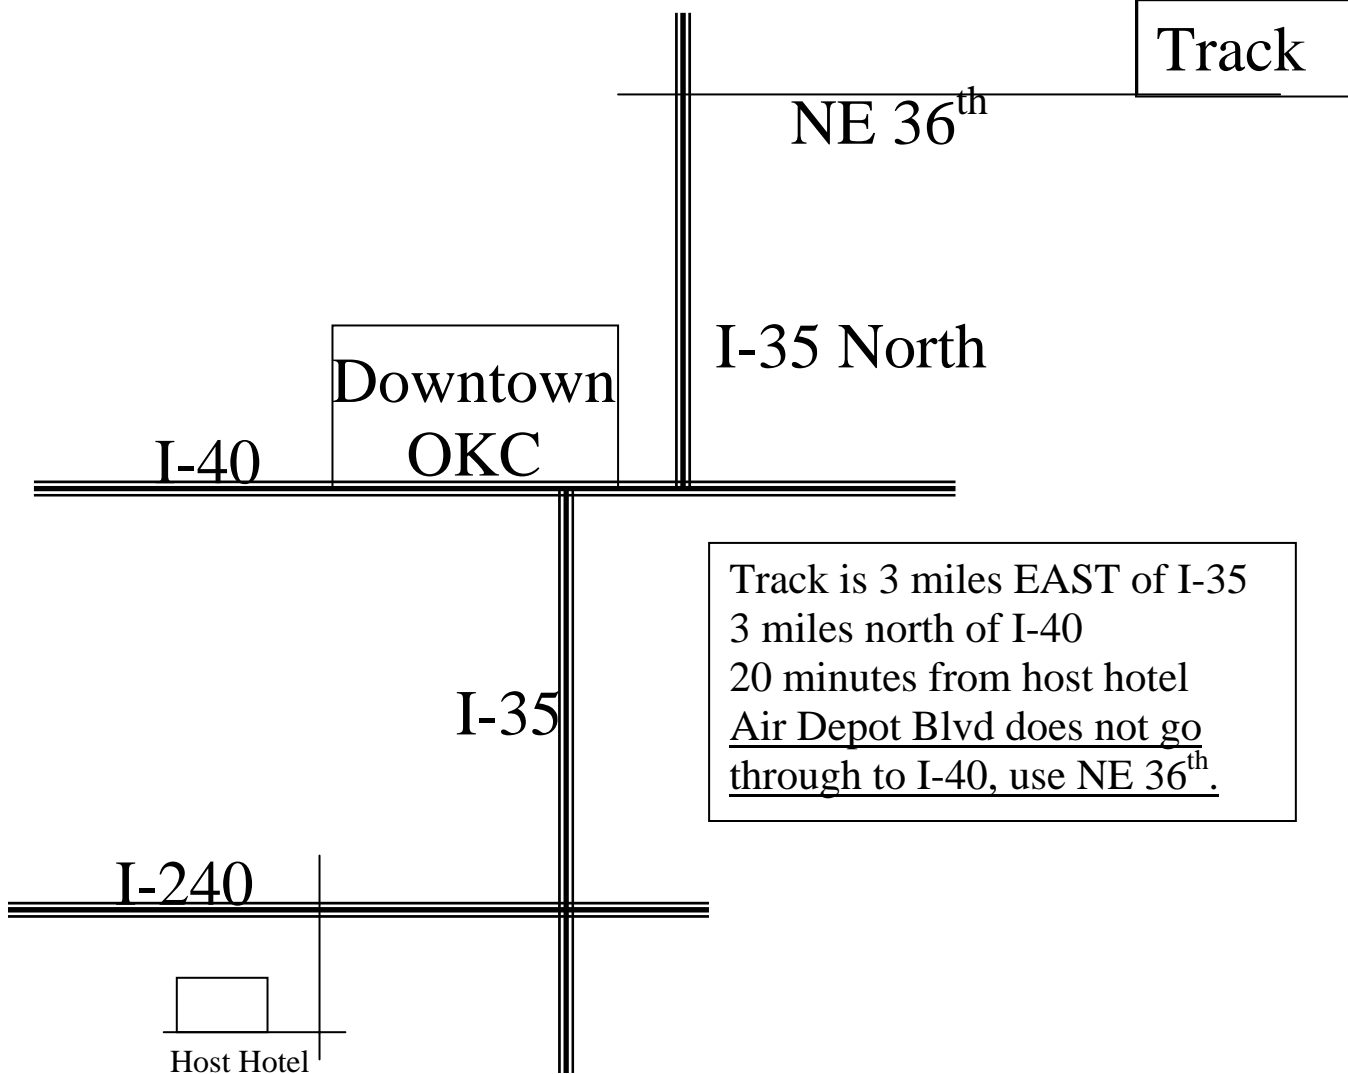 Track
NE 36th
I-35 North
Downtown
OKC
I-40
Track is 3 miles EAST of I-35
3 miles north of I-40
20 minutes from host hotel
Air Depot Blvd does not go
through to I-40, use NE 36th.
I-35
I-240
Host Hotel